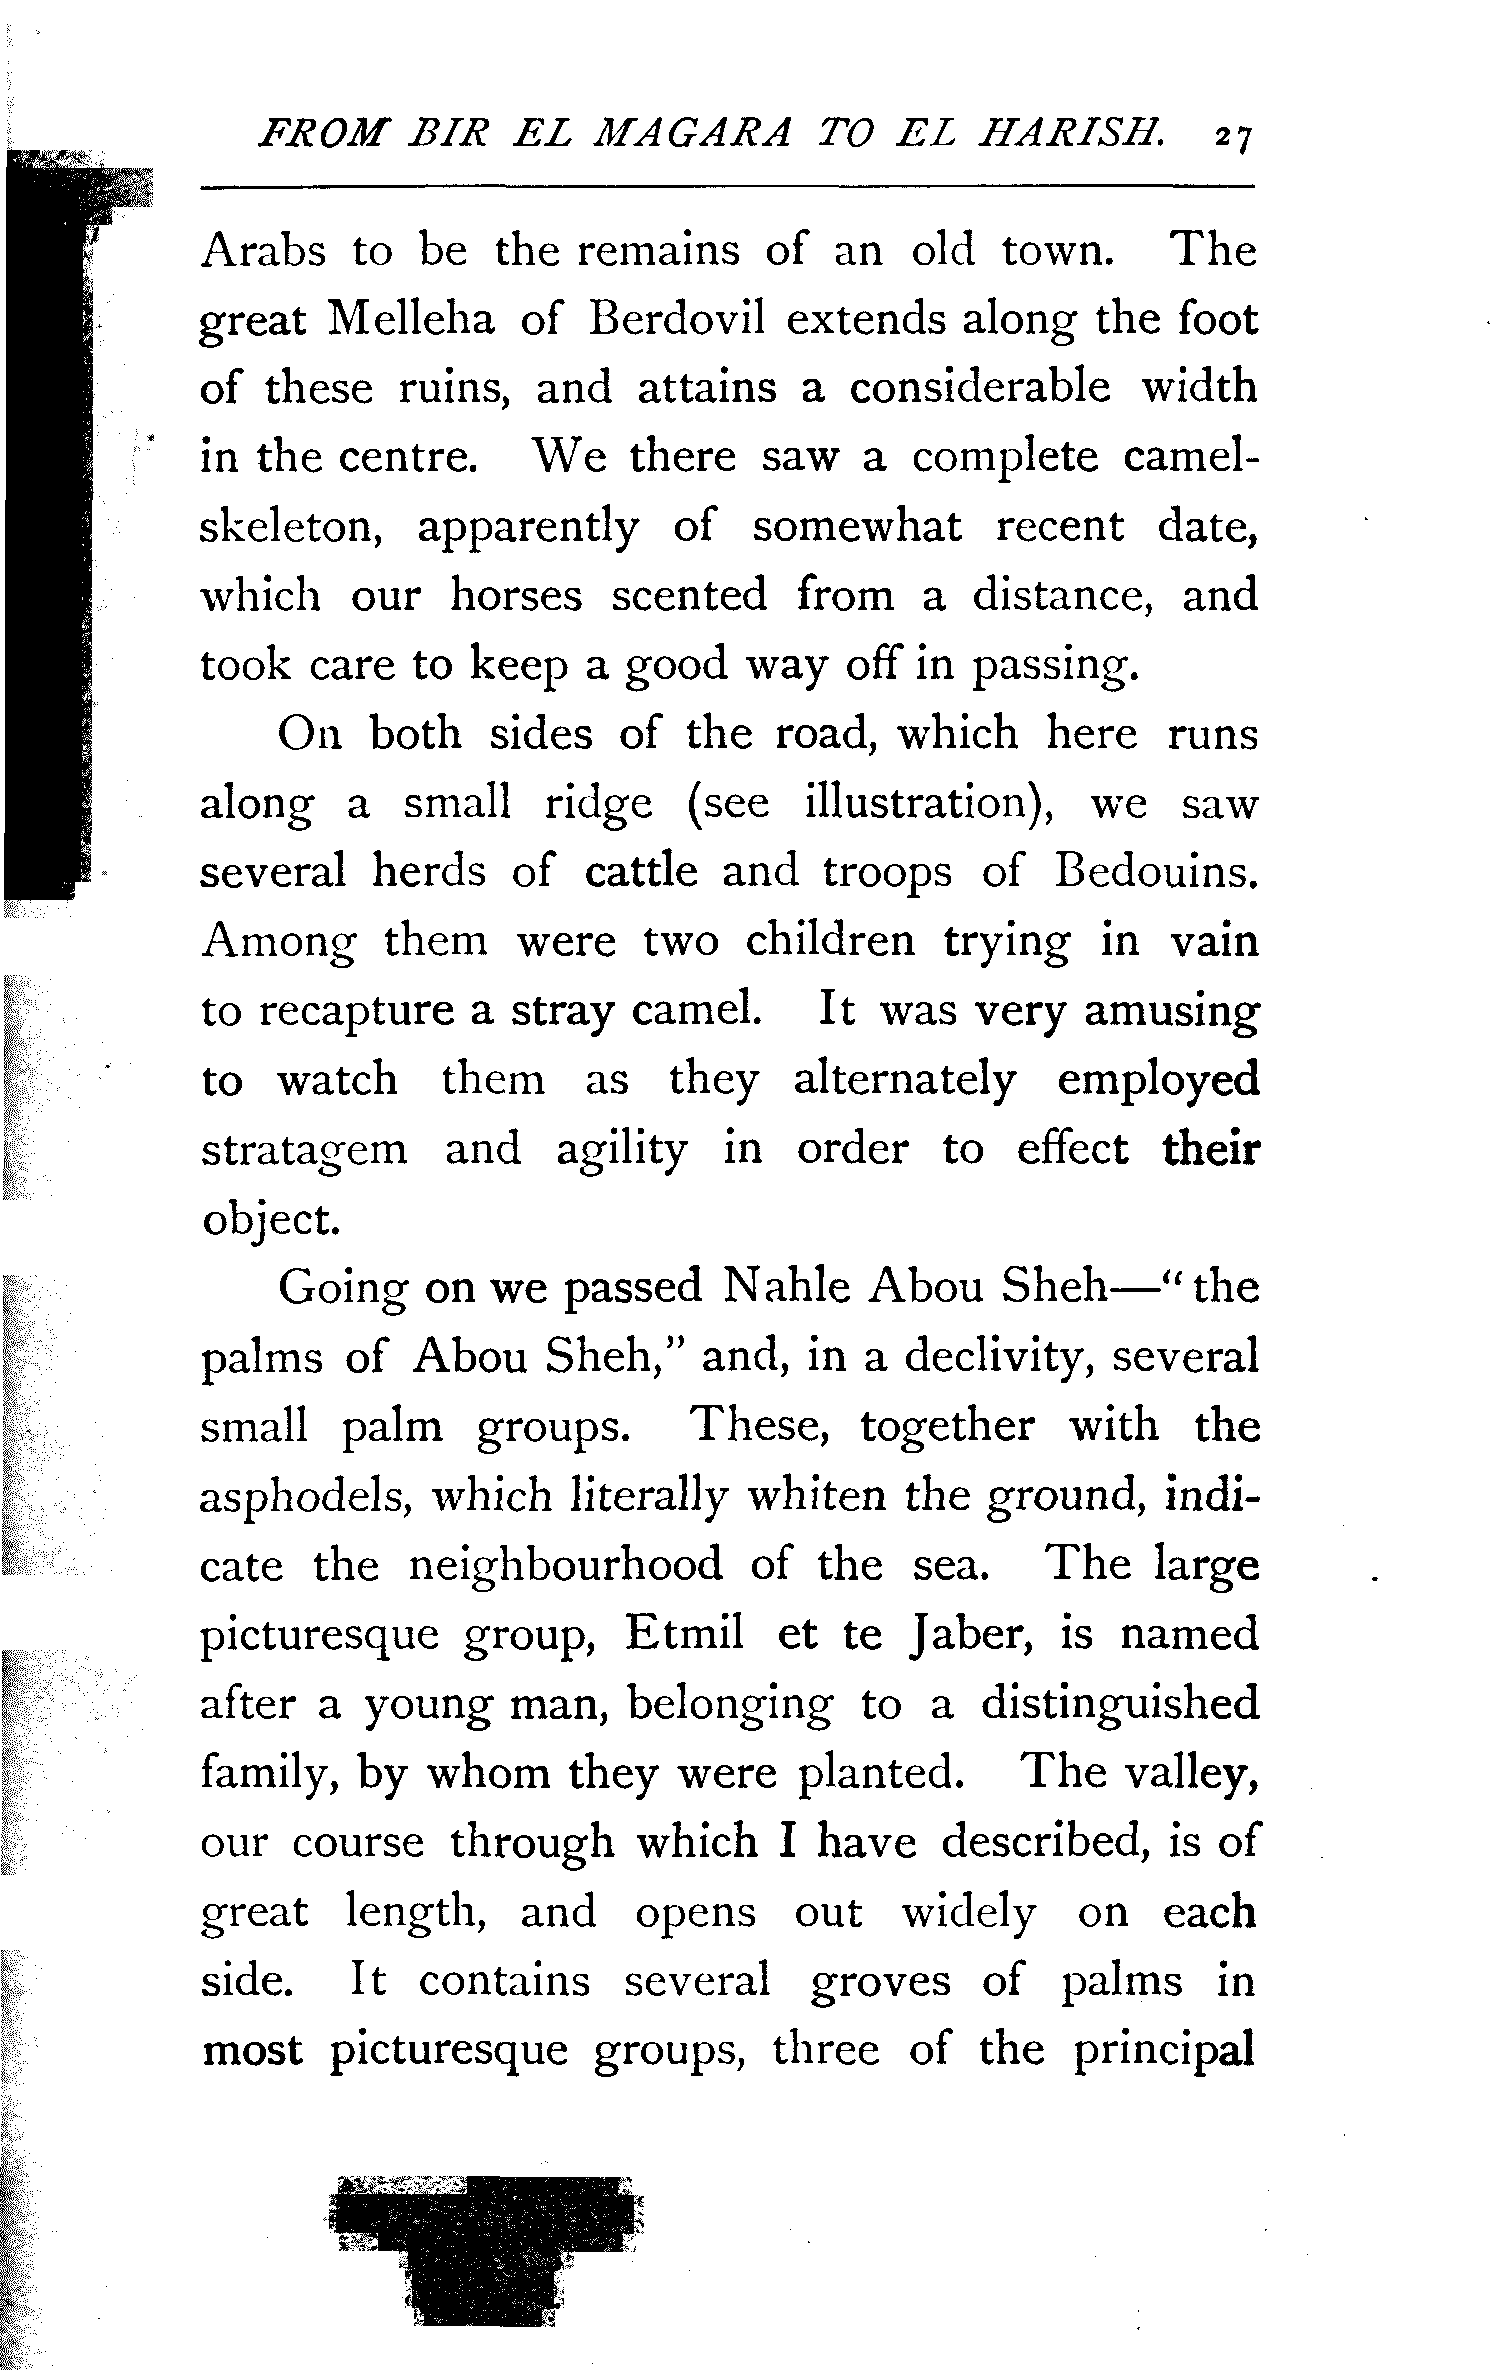 FROM BIR EL MAGARA TO EL HARISH. 27
Arabs to be the remains of an old town. The
great Melleha of Berdovil extends along the foot
of these ruins, and attains a considerable width
in the centre. We there saw a complete camel-
skeleton, apparently of somewhat recent date,
which our horses scented from a distance, and
took care to keep a good way off in passing.
On both sides of the road, which here runs
along a small ridge (see illustration), we saw
several herds of cattle and troops of Bedouins.
Among them were two children trying in vain
to recapture a stray camel. It was very amusing
to watch them as they alternately employed
stratagem and agility in order to effect their
object.
Going on we passed Nahle Abou Sheh—“the
palms of Abou Sheh,” and, in a declivity, several
small palm groups. These, together with the
asphodels, which literally whiten the ground, indi-
cate the neighbourhood of the sea. The large
picturesque group, Etmil et te Jaber, is named
after a young man, belonging to a distinguished
family, by whom they were planted. The valley,
our course through which I have described, is of
great length, and opens out widely on each
side. It contains several groves of palms in
most picturesque groups, three of the principal